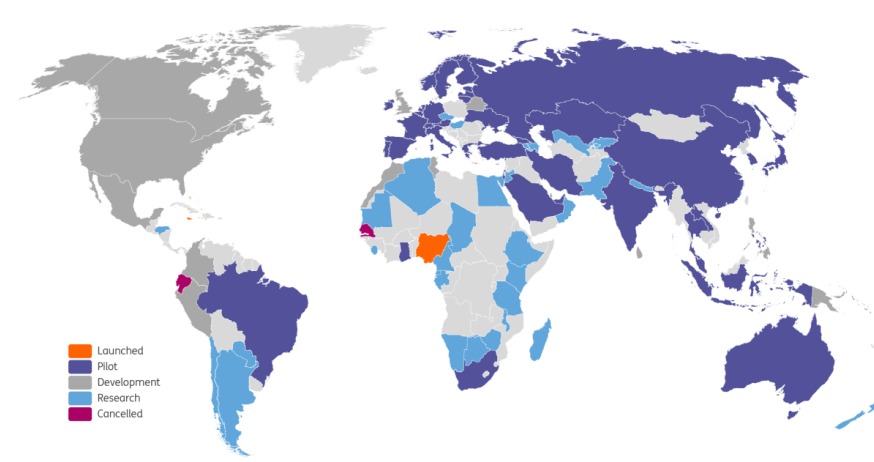 Launched
Pilot
Development
Research
Cancelled